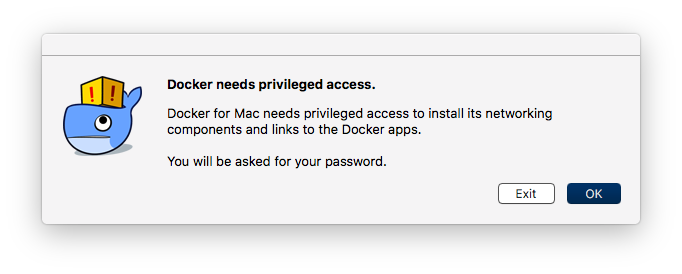 Docker needs privileged access.
Docker for Mac needs privileged access to install its networking
components and links to the Docker apps.
You will be asked for your password.
Exit
OK